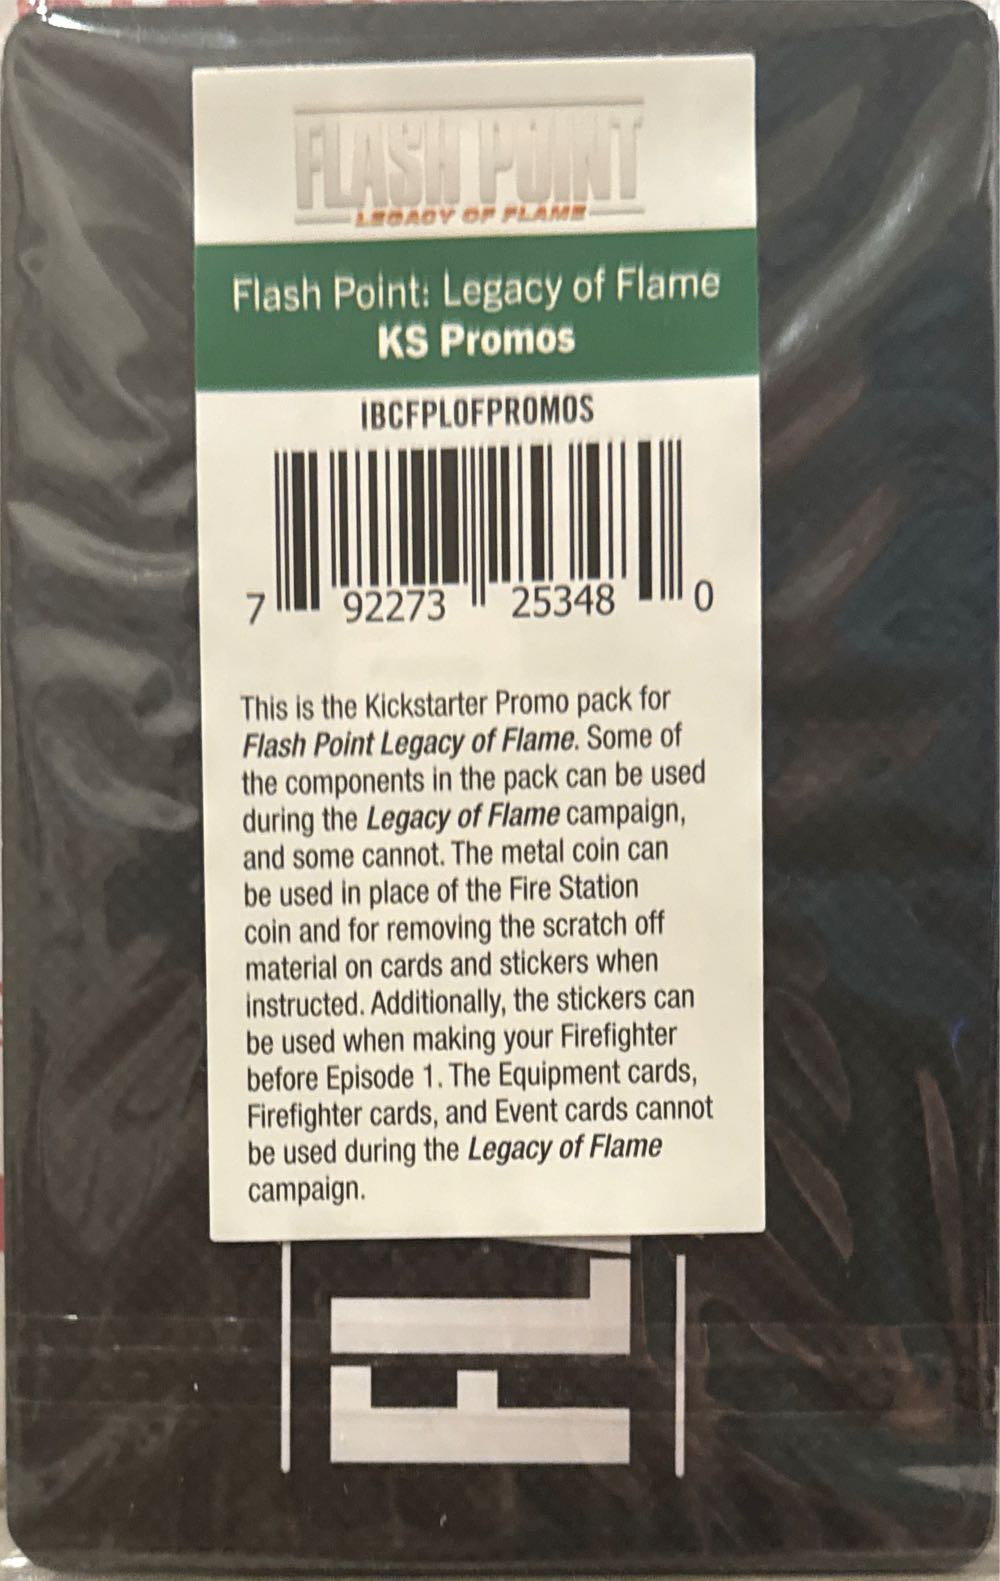 FLASH POINT
LEGACY OF FLAME
Flash Point: Legacy of Flame
KS Promos
IBCFPLOFPROMOS
7 92273 25348 0
This is the Kickstarter Promo pack for
Flash Point Legacy of Flame. Some of
the components in the pack can be used
during the Legacy of Flame campaign,
and some cannot. The metal coin can
be used in place of the Fire Station
coin and for removing the scratch off
material on cards and stickers when
instructed. Additionally, the stickers can
be used when making your Firefighter
before Episode 1. The Equipment cards,
Firefighter cards, and Event cards cannot
be used during the Legacy of Flame
campaign.
FL